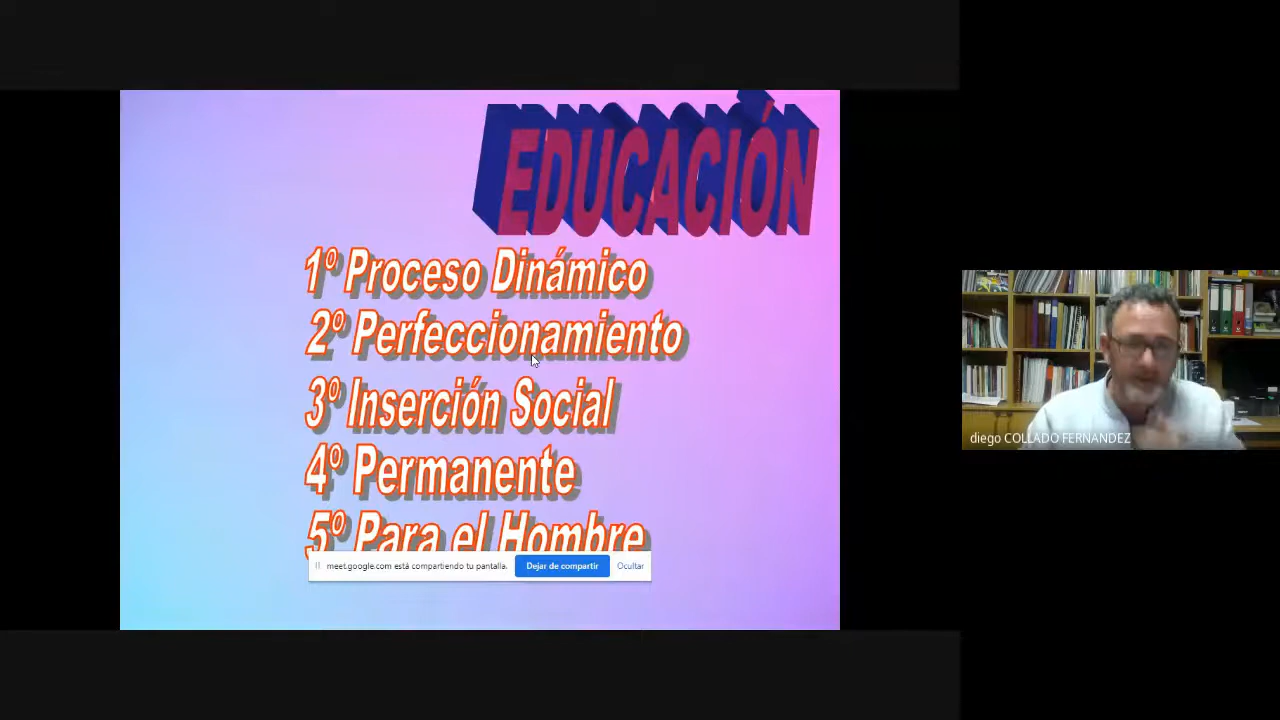 EDUCACIÓN
1º Proceso Dinámico
2º Perfeccionamiento
3º Inserción Social
4º Permanente
5º Para el Hombre
meet.google.com está compartiendo tu pantalla. Dejar de compartir Ocultar
diego COLLADO FERNANDEZ